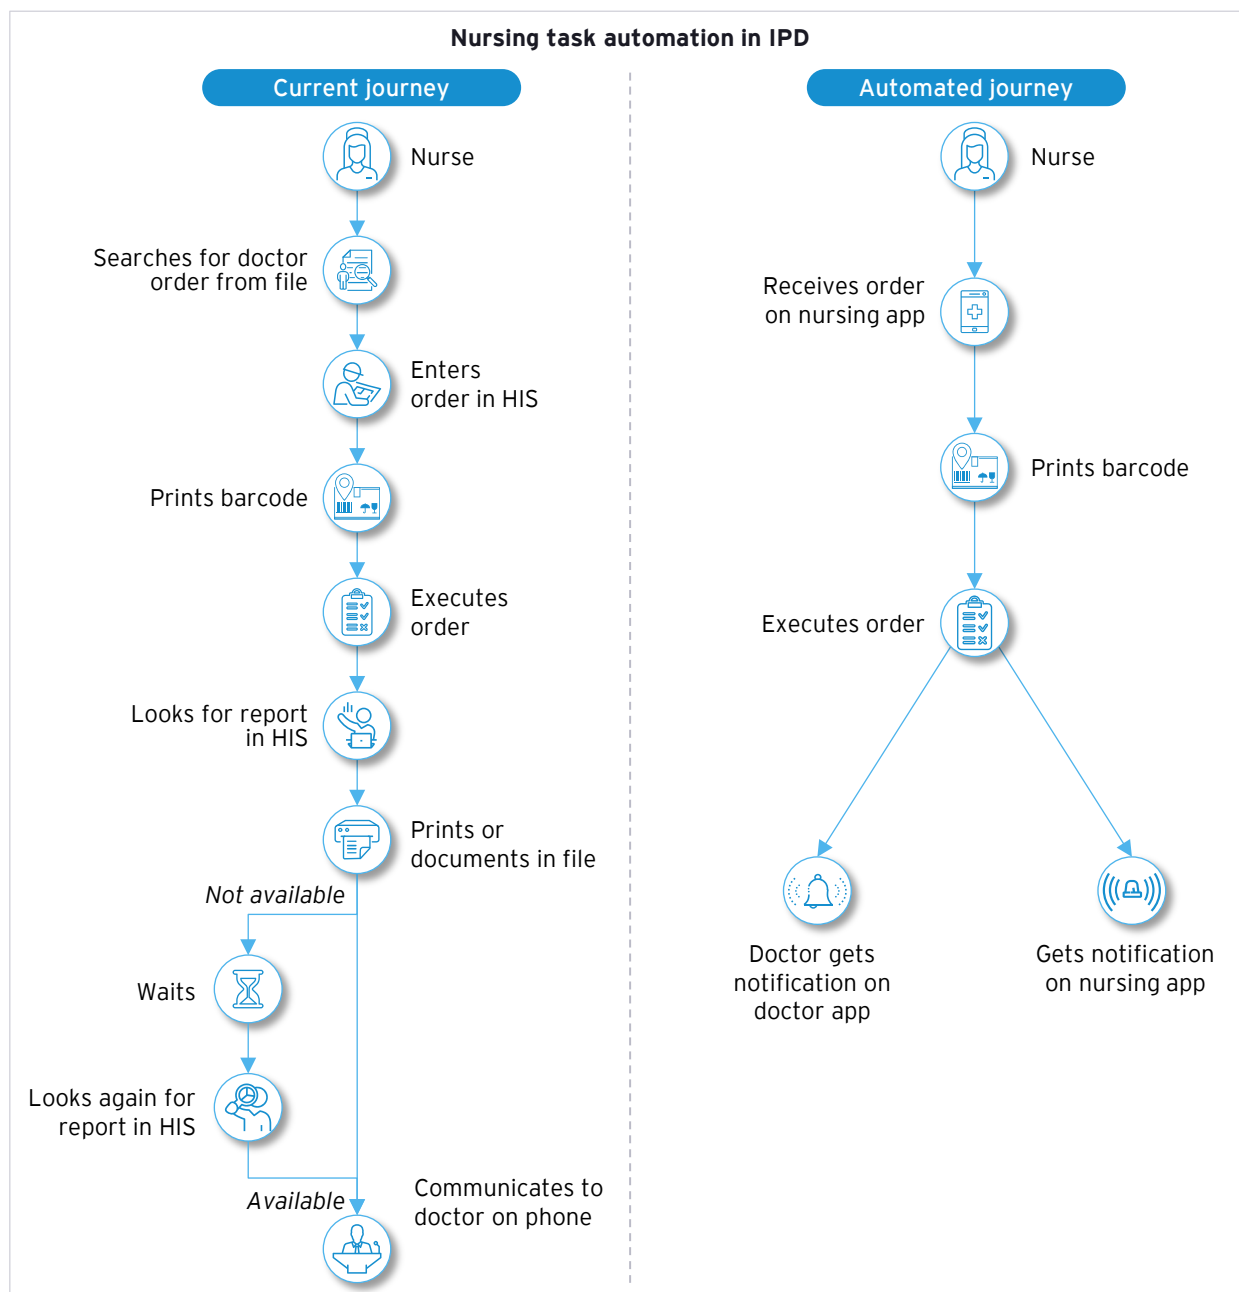 Nursing task automation in IPD
Current journey
Nurse
Searches for doctor
order from file
Enters
order in HIS
Prints barcode
Executes
order
Looks for report
in HIS
Prints or
documents in file
Not available
Waits
Looks again for
report in HIS
Available
Communicates to
doctor on phone
Automated journey
Nurse
Receives order
on nursing app
Prints barcode
Executes order
Doctor gets
notification on
doctor app
Gets notification
on nursing app